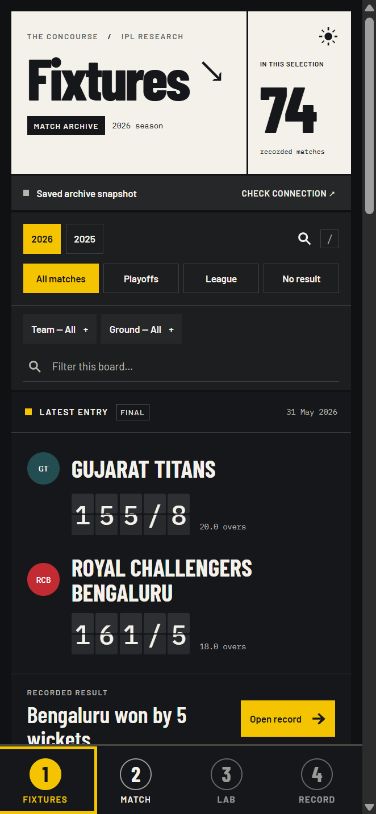 THE CONCOURSE / IPL RESEARCH
Fixtures
MATCH ARCHIVE 2026 season
IN THIS SELECTION
74
recorded matches
Saved archive snapshot CHECK CONNECTION ↗
2026 2025 /
All matches Playoffs League No result
Team — All + Ground — All +
Filter this board...
LATEST ENTRY FINAL 31 May 2026
GT GUJARAT TITANS
155/8 20.0 overs
RCB ROYAL CHALLENGERS
BENGALURU
161/5 18.0 overs
RECORDED RESULT
Bengaluru won by 5
wickets
Open record →
1 2 3 4
FIXTURES MATCH LAB RECORD